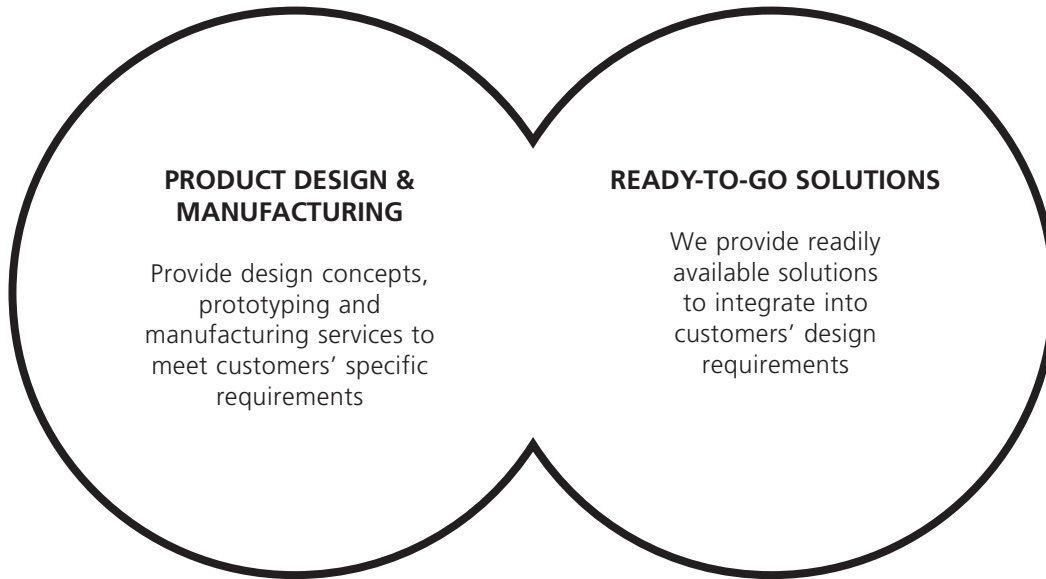 PRODUCT DESIGN &
MANUFACTURING
Provide design concepts,
prototyping and
manufacturing services to
meet customers’ specific
requirements
READY-TO-GO SOLUTIONS
We provide readily
available solutions
to integrate into
customers’ design
requirements